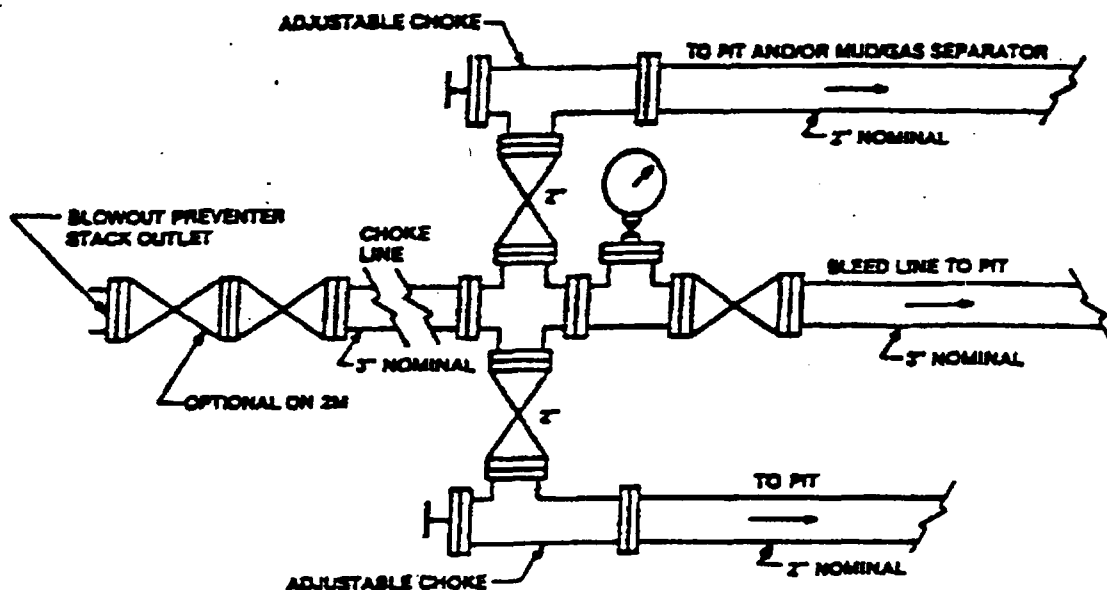 ADJUSTABLE CHOKE
TO PIT AND/OR MUD/GAS SEPARATOR
2" NOMINAL
2"
BLOWOUT PREVENTER
STACK OUTLET
CHOKE
LINE
BLEED LINE TO PIT
3" NOMINAL
3" NOMINAL
OPTIONAL ON 2M
2"
TO PIT
2" NOMINAL
ADJUSTABLE CHOKE